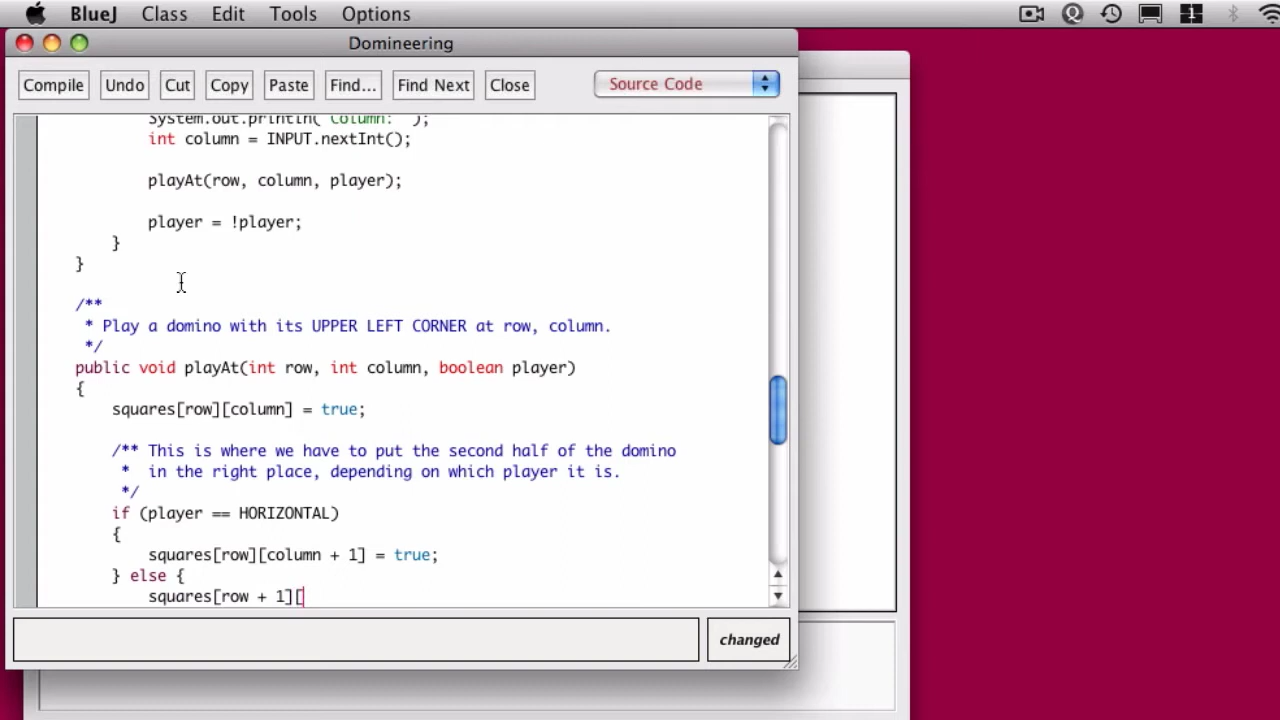 BlueJ Class Edit Tools Options
Domineering
Compile Undo Cut Copy Paste Find... Find Next Close Source Code
System.out.println("Column: ");
int column = INPUT.nextInt();
playAt(row, column, player);
player = !player;
}
}
/**
* Play a domino with its UPPER LEFT CORNER at row, column.
*/
public void playAt(int row, int column, boolean player)
{
squares[row][column] = true;
/** This is where we have to put the second half of the domino
* in the right place, depending on which player it is.
*/
if (player == HORIZONTAL)
{
squares[row][column + 1] = true;
} else {
squares[row + 1][
changed